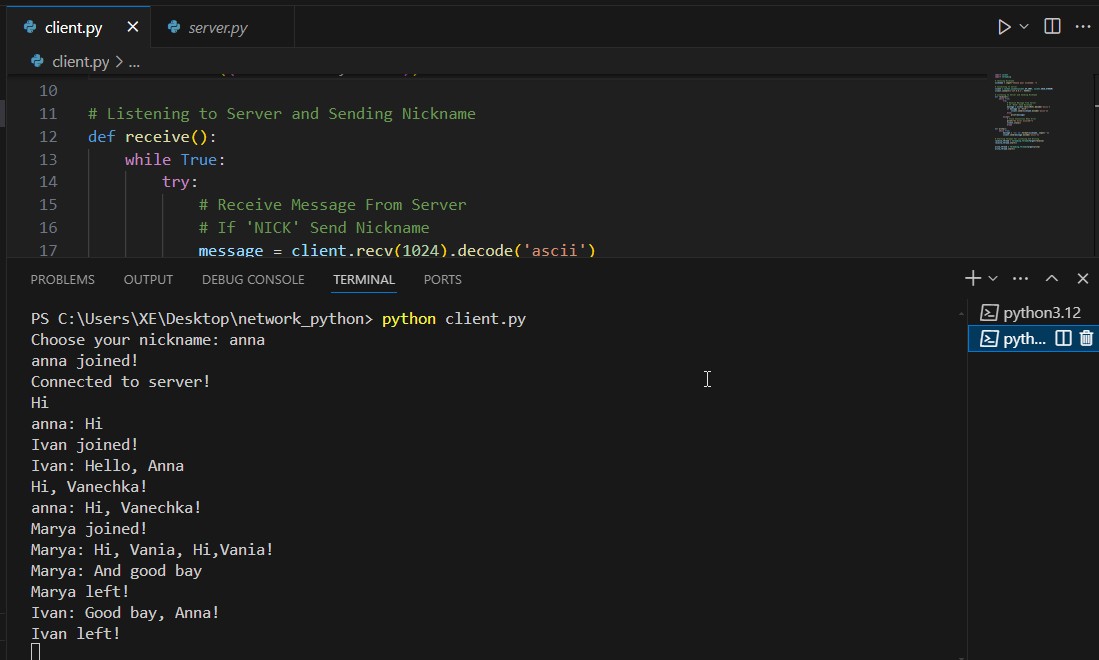 client.py
server.py
client.py > ...
10
11 # Listening to Server and Sending Nickname
12 def receive():
13 while True:
14 try:
15 # Receive Message From Server
16 # If 'NICK' Send Nickname
17 message = client.recv(1024).decode('ascii')
PROBLEMS OUTPUT DEBUG CONSOLE TERMINAL PORTS
PS C:\Users\XE\Desktop\network_python> python client.py
Choose your nickname: anna
anna joined!
Connected to server!
Hi
anna: Hi
Ivan joined!
Ivan: Hello, Anna
Hi, Vanechka!
anna: Hi, Vanechka!
Marya joined!
Marya: Hi, Vania, Hi,Vania!
Marya: And good bay
Marya left!
Ivan: Good bay, Anna!
Ivan left!
python3.12
pyth...